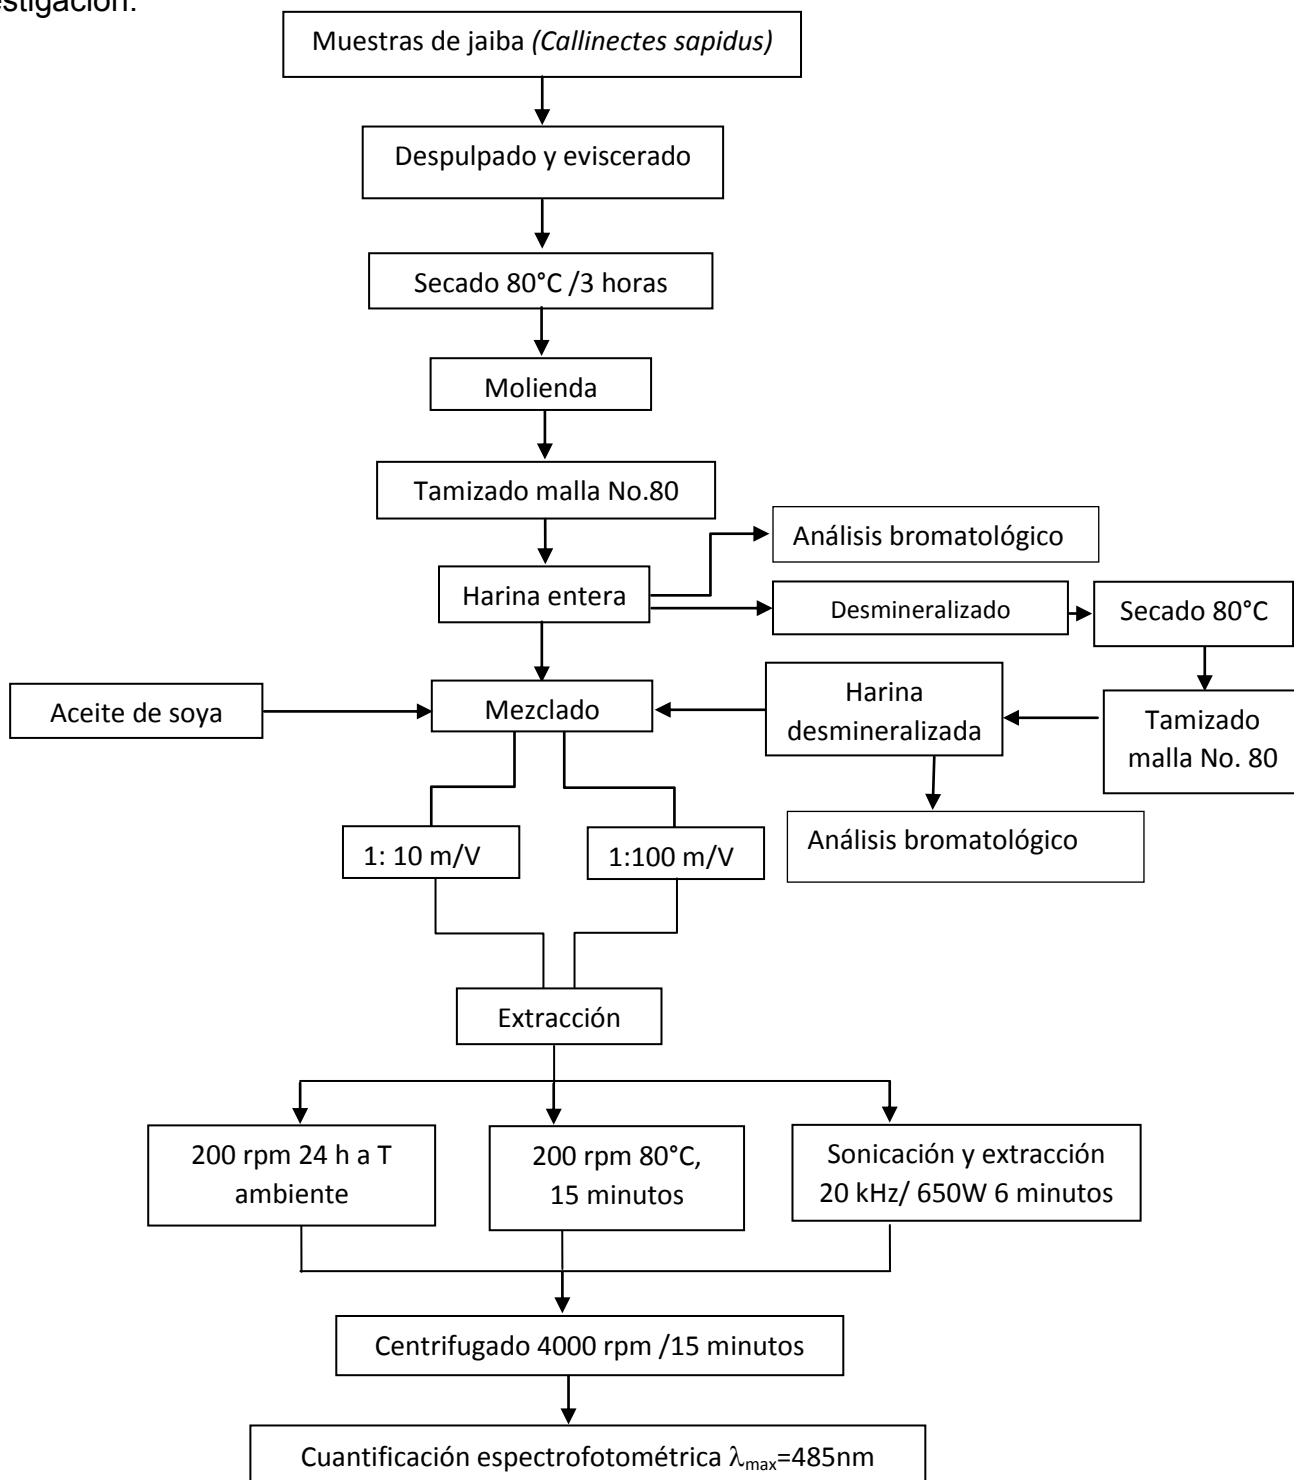 estigación.
Muestras de jaiba (Callinectes sapidus)
Despulpado y eviscerado
Secado 80°C /3 horas
Molienda
Tamizado malla No.80
Análisis bromatológico
Harina entera
Desmineralizado
Secado 80°C
Aceite de soya
Mezclado
Harina
desmineralizada
Tamizado
malla No. 80
1: 10 m/V
1:100 m/V
Análisis bromatológico
Extracción
200 rpm 24 h a T
ambiente
200 rpm 80°C,
15 minutos
Sonicación y extracción
20 kHz/ 650W 6 minutos
Centrifugado 4000 rpm /15 minutos
Cuantificación espectrofotométrica λmax=485nm